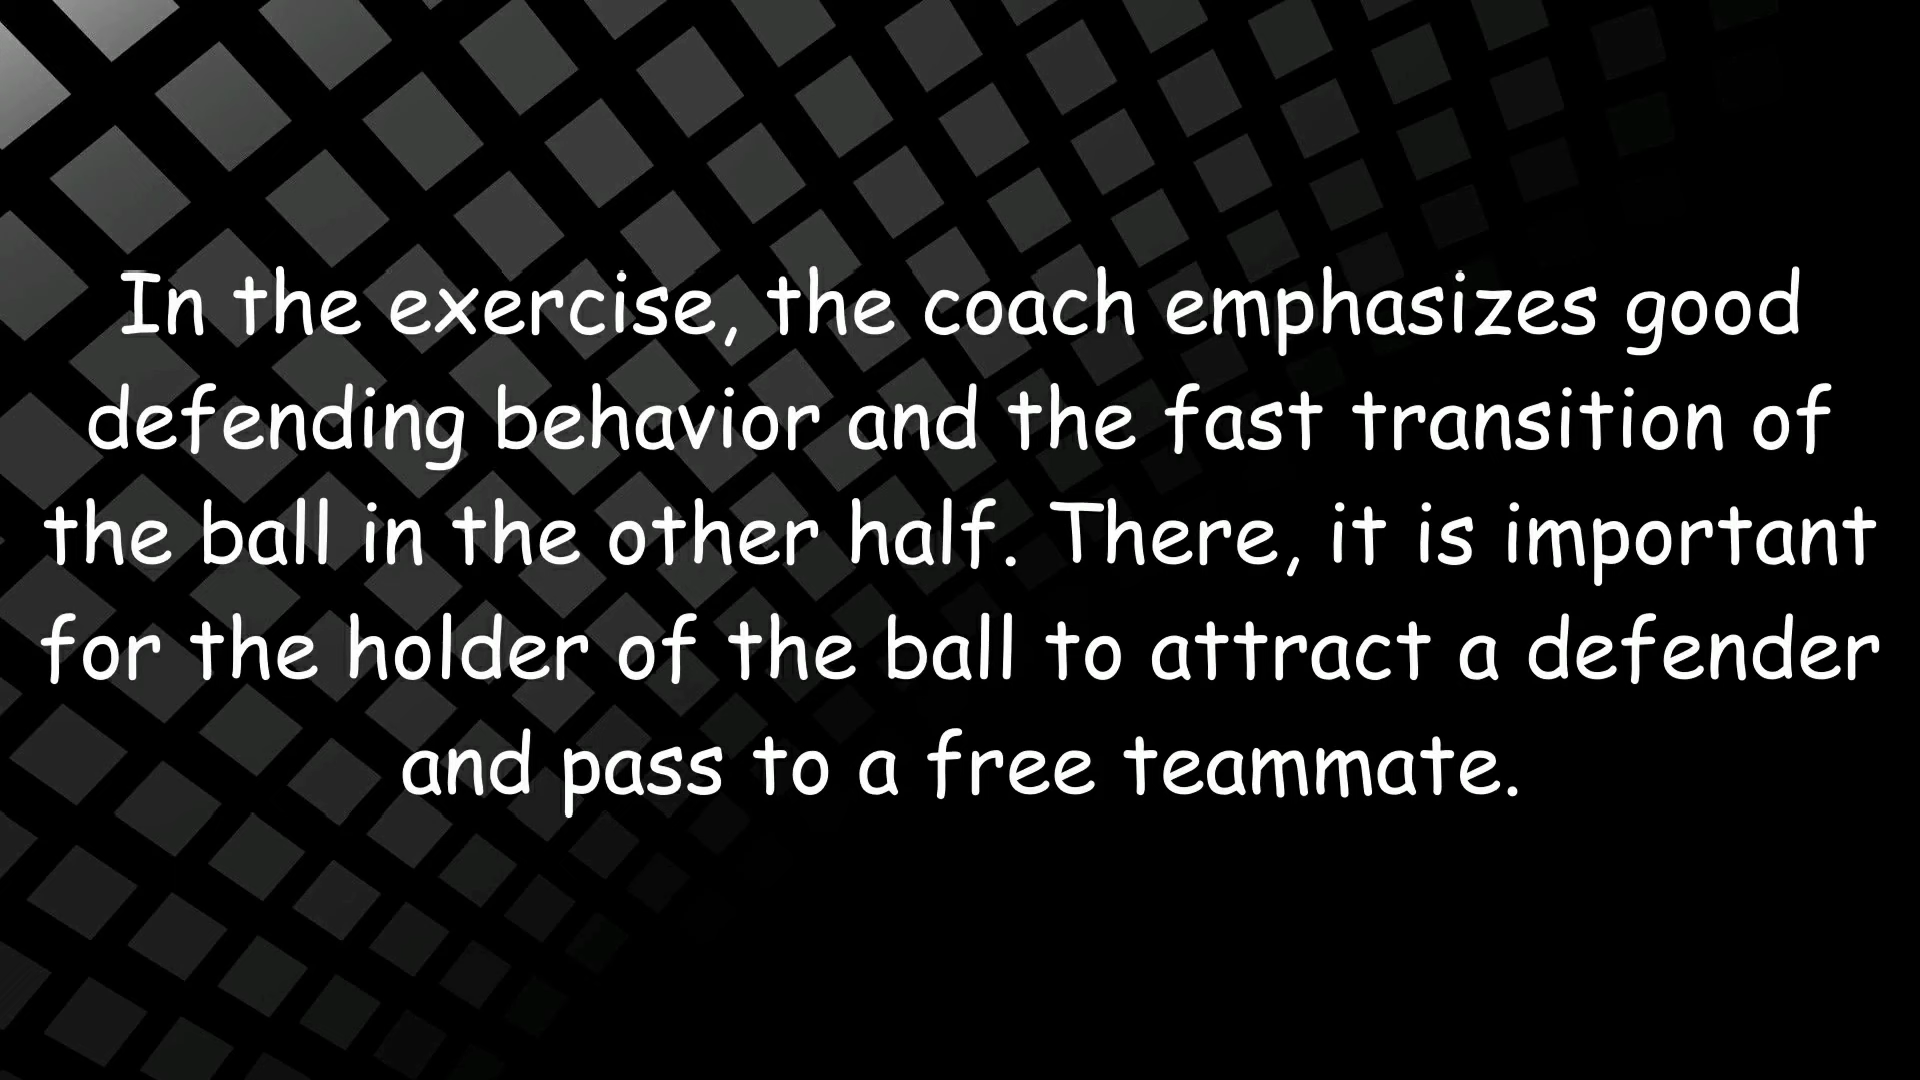 In the exercise, the coach emphasizes good
defending behavior and the fast transition of
the ball in the other half. There, it is important
for the holder of the ball to attract a defender
and pass to a free teammate.